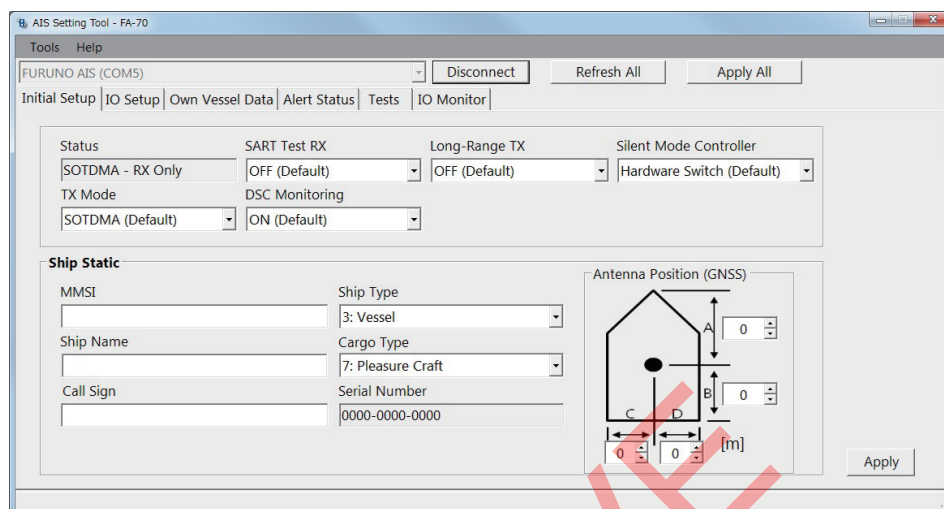 AIS Setting Tool - FA-70
Tools Help
FURUNO AIS (COM5) Disconnect Refresh All Apply All
Initial Setup IO Setup Own Vessel Data Alert Status Tests IO Monitor
Status SART Test RX Long-Range TX Silent Mode Controller
SOTDMA - RX Only OFF (Default) OFF (Default) Hardware Switch (Default)
TX Mode DSC Monitoring
SOTDMA (Default) ON (Default)
Ship Static
Antenna Position (GNSS)
MMSI Ship Type
3: Vessel
A 0
Ship Name Cargo Type
7: Pleasure Craft
Call Sign Serial Number
B 0
0000-0000-0000
C D
0 0 [m]
Apply